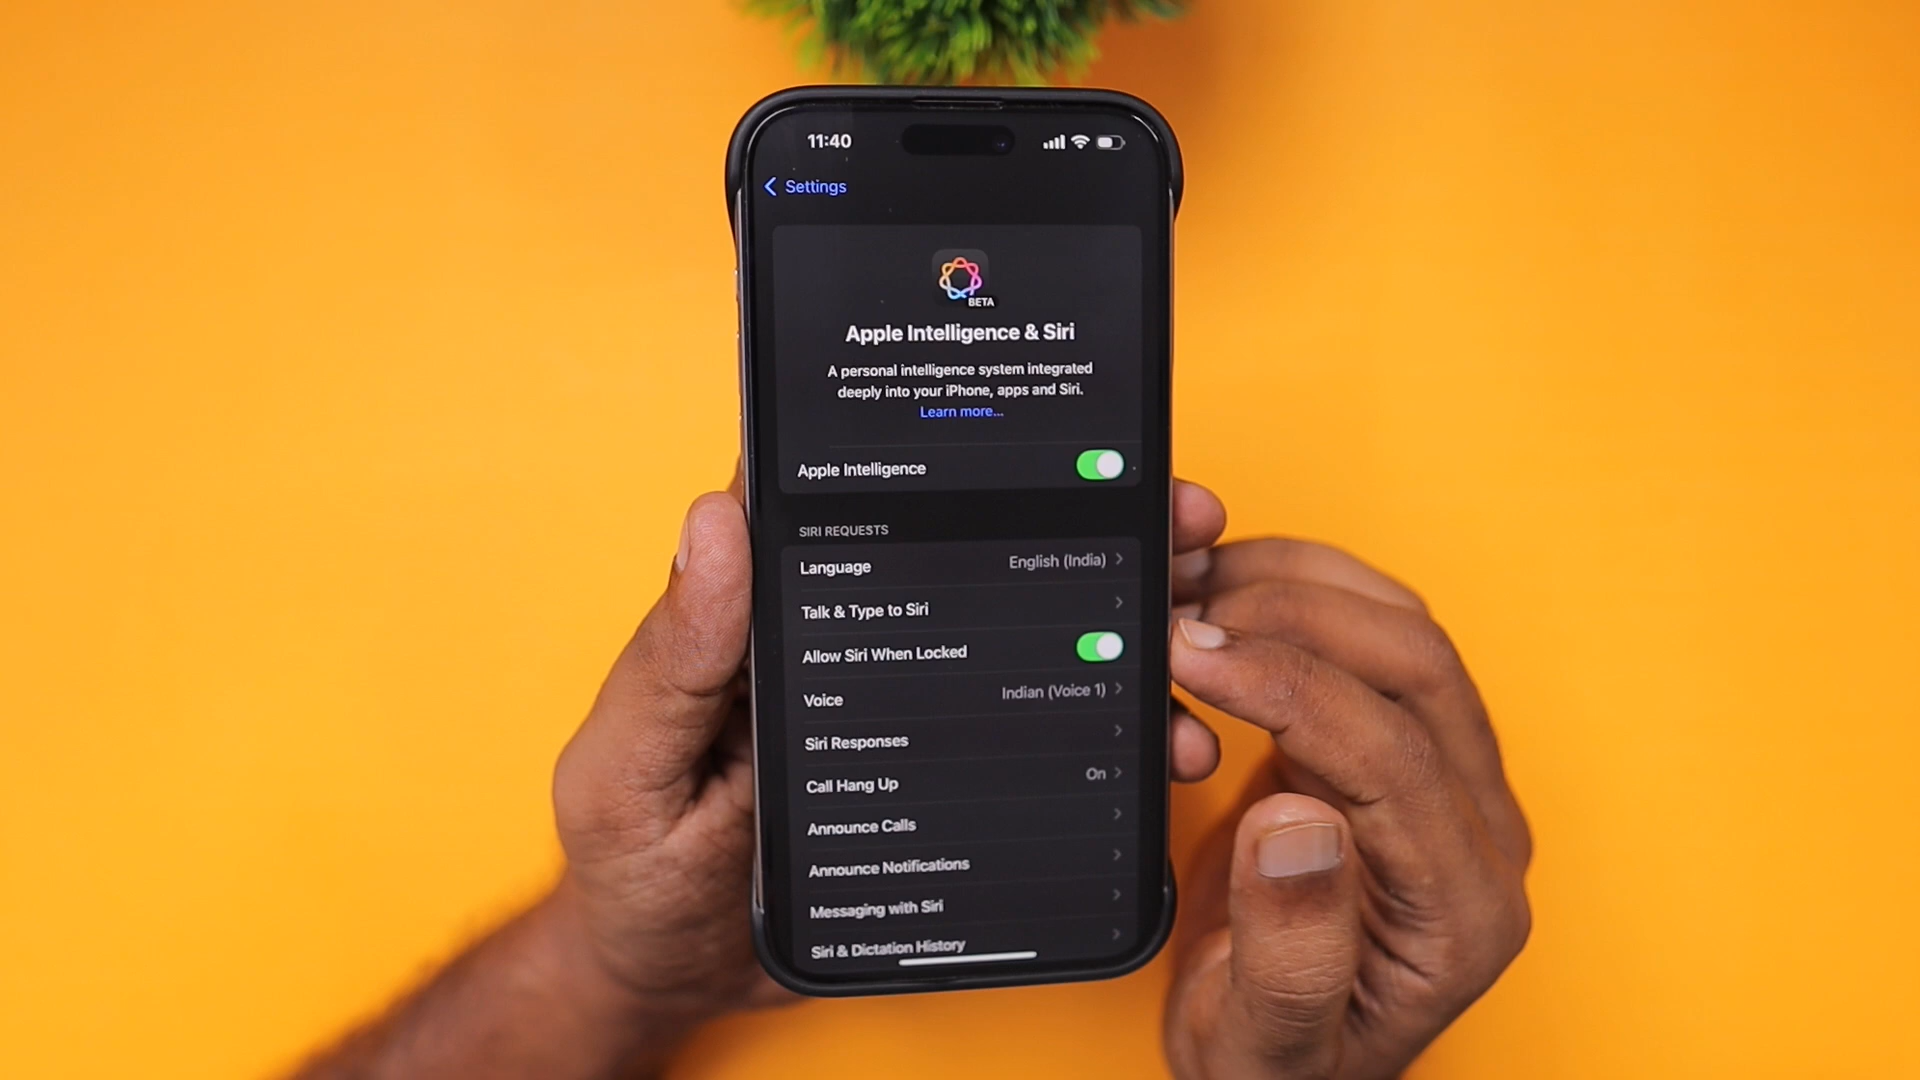 11:40
Settings
BETA
Apple Intelligence & Siri
A personal intelligence system integrated
deeply into your iPhone, apps and Siri.
Learn more...
Apple Intelligence
SIRI REQUESTS
Language English (India)
Talk & Type to Siri
Allow Siri When Locked
Voice Indian (Voice 1)
Siri Responses
Call Hang Up On
Announce Calls
Announce Notifications
Messaging with Siri
Siri & Dictation History